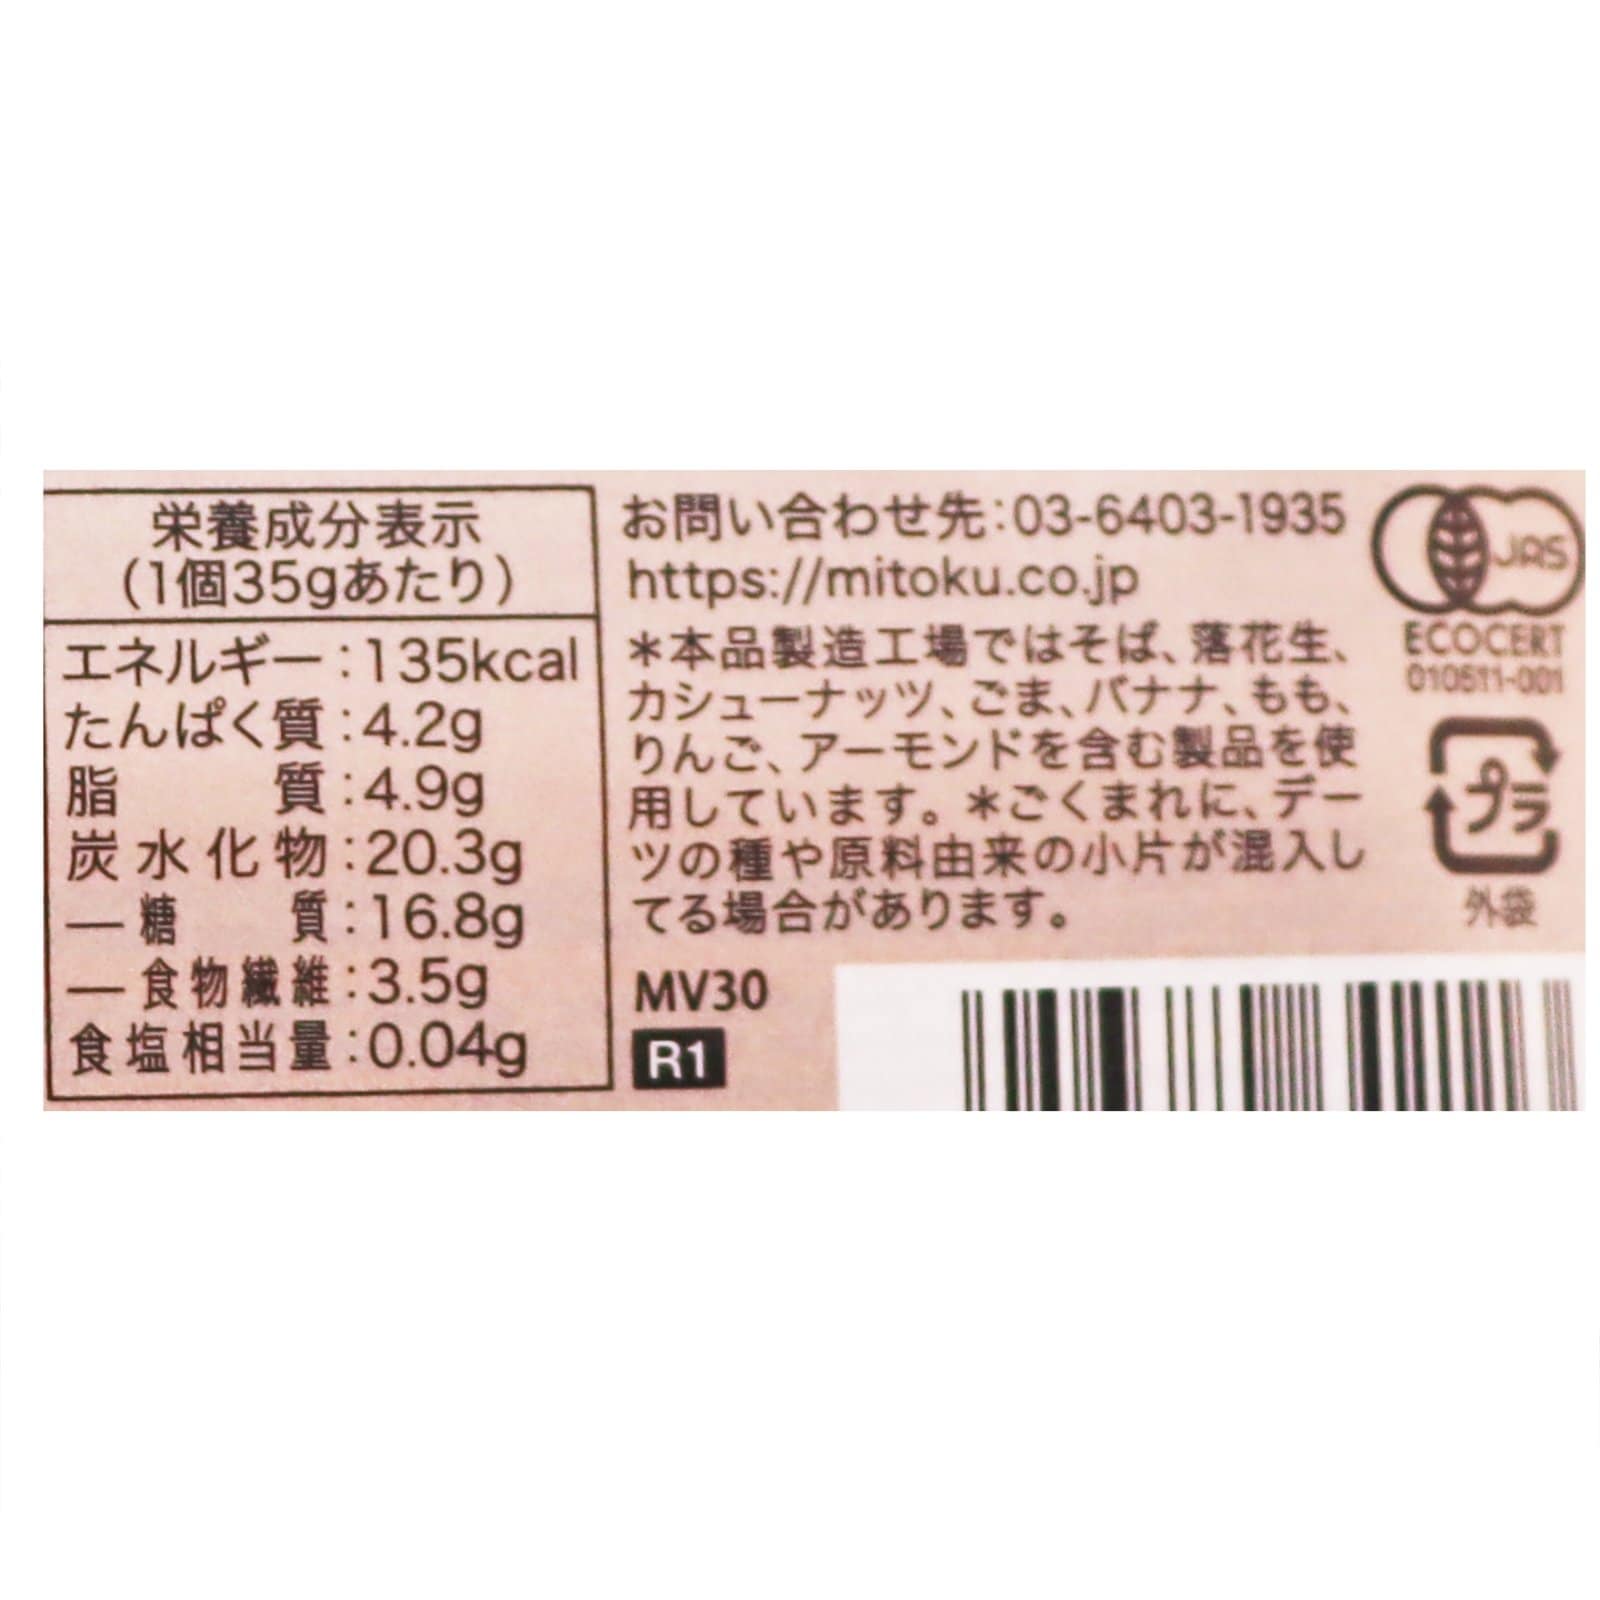 栄養成分表示
(1個35gあたり)
エネルギー:135kcal
たんぱく質:4.2g
脂 質:4.9g
炭水化物:20.3g
—糖 質:16.8g
—食物繊維:3.5g
食塩相当量:0.04g
お問い合わせ先:03-6403-1935
https://mitoku.co.jp
＊本品製造工場ではそば、落花生、
カシューナッツ、ごま、バナナ、もも、
りんご、アーモンドを含む製品を使
用しています。＊ごくまれに、デー
ツの種や原料由来の小片が混入し
てる場合があります。
MV30
R1
JAS
ECOCERT
010511-001
プラ
外袋